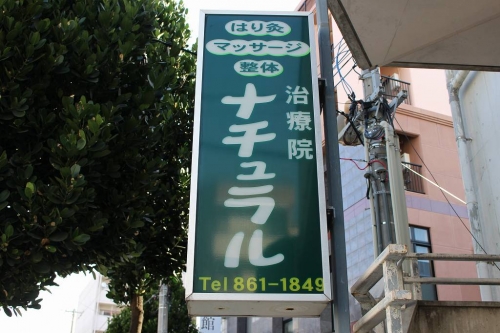 はり灸
マッサージ
整体
治療院
ナチュラル
Tel 861-1849
館